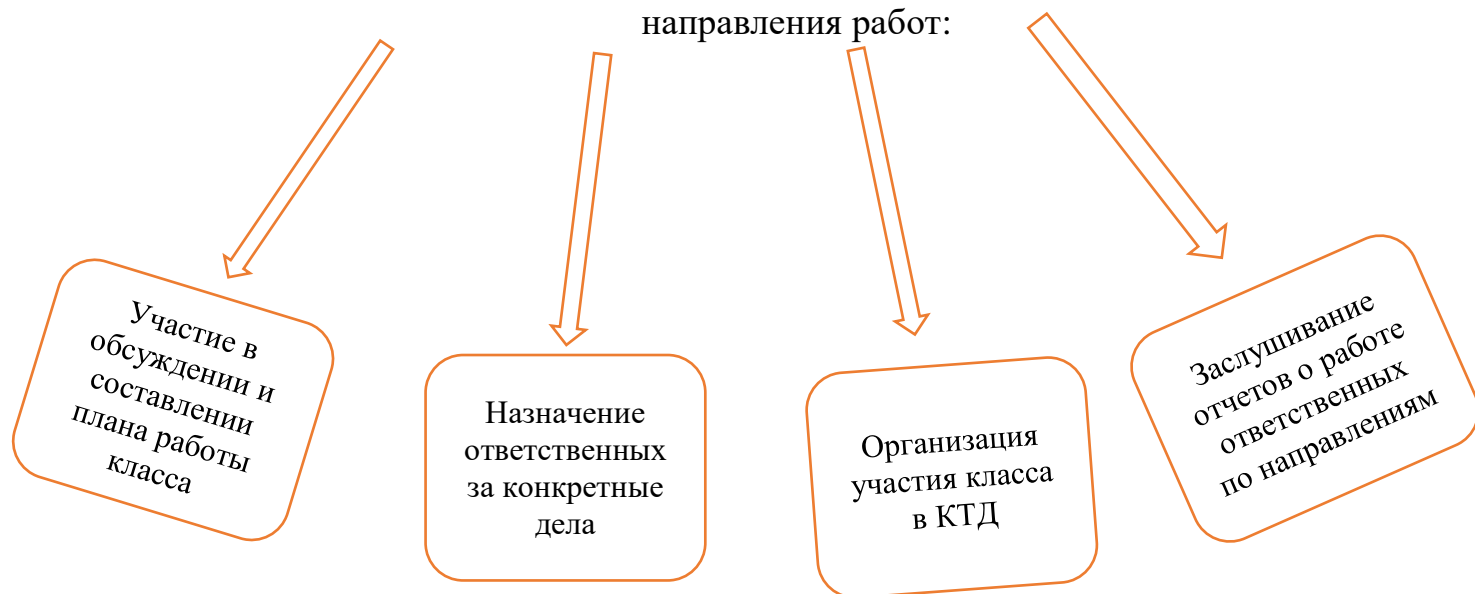 направления работ:
Участие в
обсуждении и
составлении
плана работы
класса
Назначение
ответственных
за конкретные
дела
Организация
участия класса
в КТД
Заслушивание
отчетов о работе
ответственных
по направлениям